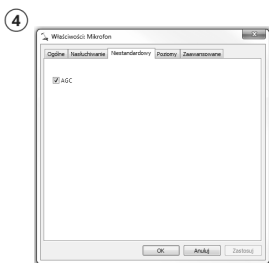 4
Właściwości: Mikrofon
Ogólne Nasłuchiwanie Niestandardowy Poziomy Zaawansowane
AGC
OK Anuluj Zastosuj